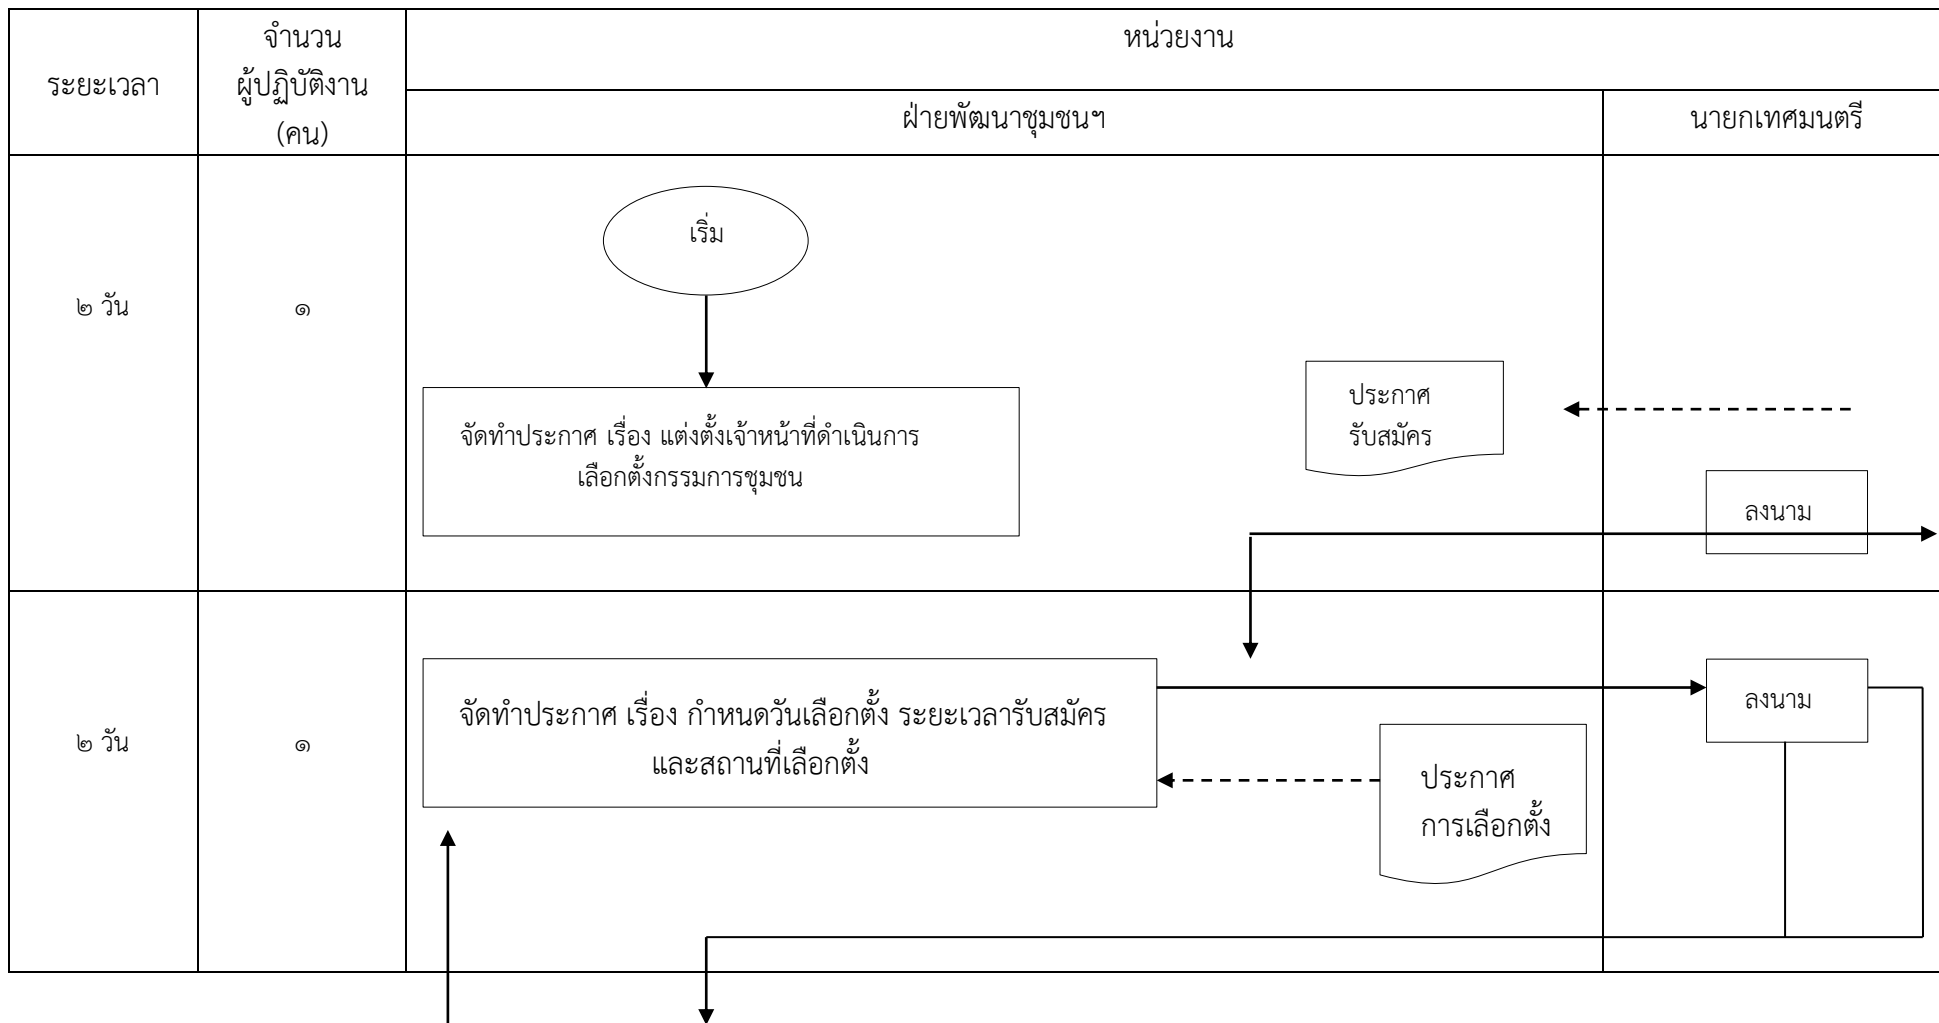 ระยะเวลา
จำนวน
ผู้ปฏิบัติงาน
(คน)
หน่วยงาน
ฝ่ายพัฒนาชุมชนฯ
นายกเทศมนตรี
๒ วัน
๑
เริ่ม
จัดทำประกาศ เรื่อง แต่งตั้งเจ้าหน้าที่ดำเนินการ
เลือกตั้งกรรมการชุมชน
ประกาศ
รับสมัคร
ลงนาม
๒ วัน
๑
จัดทำประกาศ เรื่อง กำหนดวันเลือกตั้ง ระยะเวลารับสมัคร
และสถานที่เลือกตั้ง
ประกาศ
การเลือกตั้ง
ลงนาม